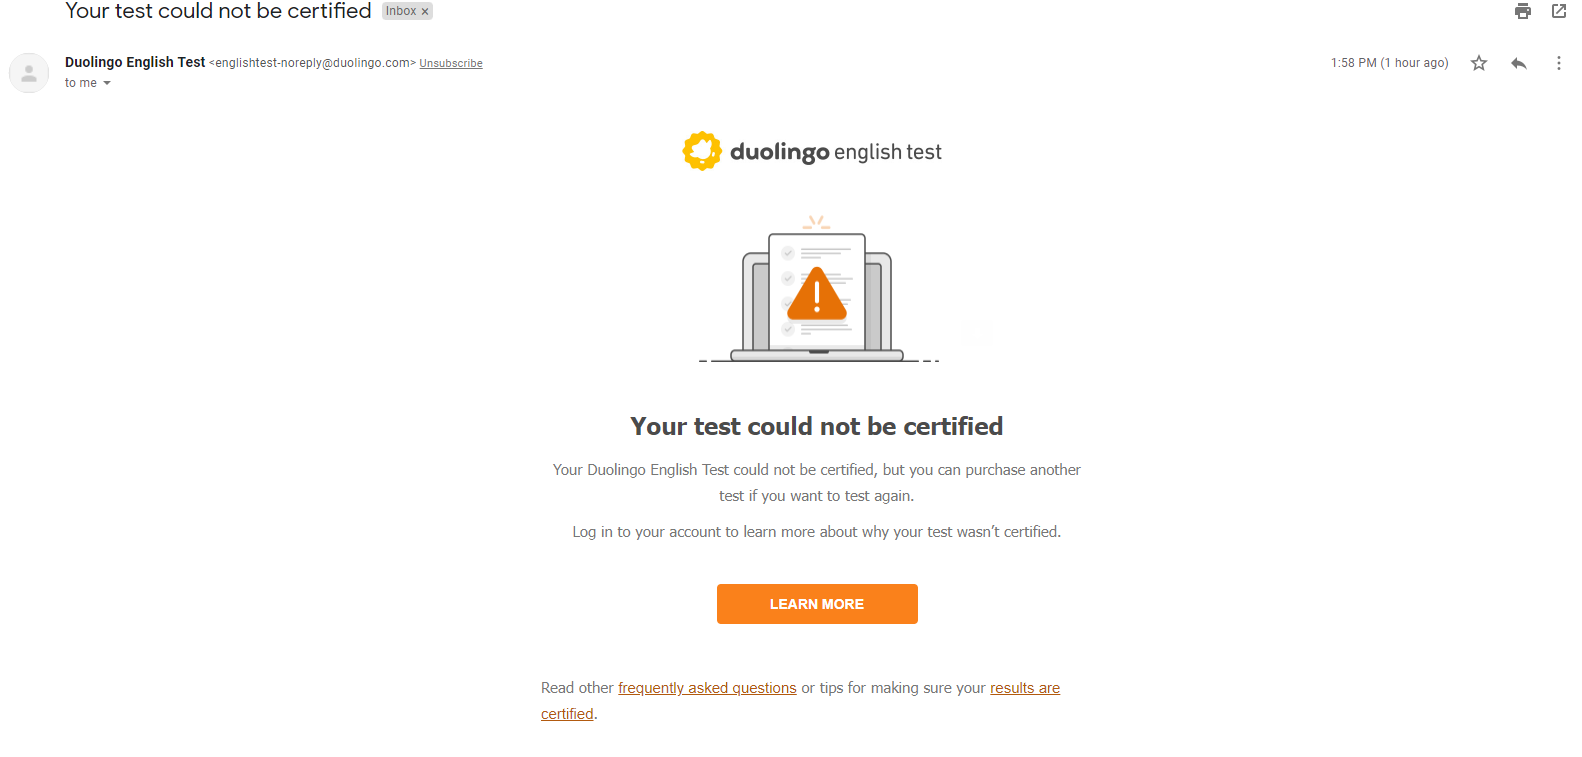 Your test could not be certified Inbox x
Duolingo English Test <englishtest-noreply@duolingo.com> Unsubscribe 1:58 PM (1 hour ago)
to me
duolingo english test
Your test could not be certified
Your Duolingo English Test could not be certified, but you can purchase another
test if you want to test again.
Log in to your account to learn more about why your test wasn’t certified.
LEARN MORE
Read other frequently asked questions or tips for making sure your results are
certified.